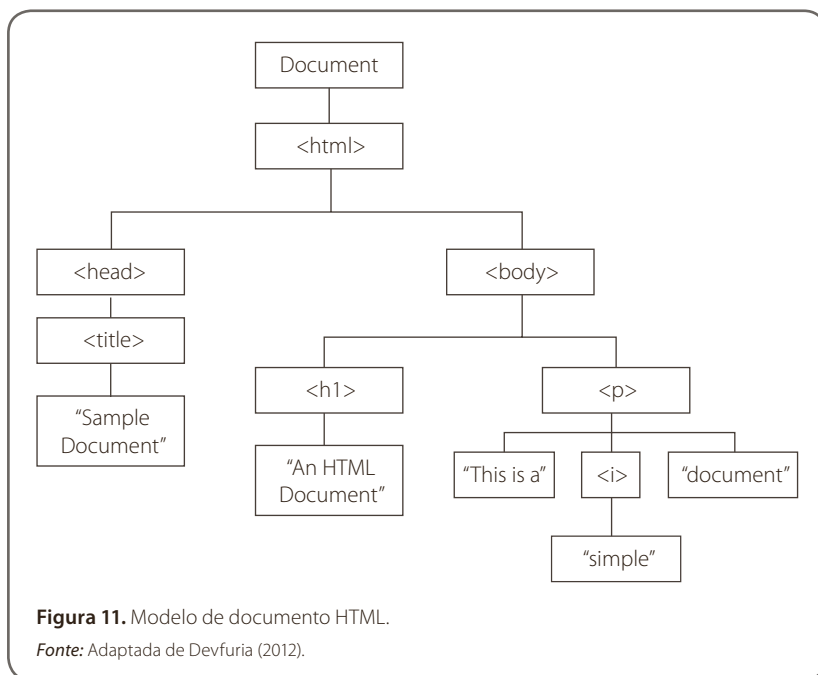 Document
<html>
<head>
<body>
<title>
<h1>
<p>
“Sample
Document”
“An HTML
Document”
“This is a”
<i>
“document”
“simple”
Figura 11. Modelo de documento HTML.
Fonte: Adaptada de Devfuria (2012).